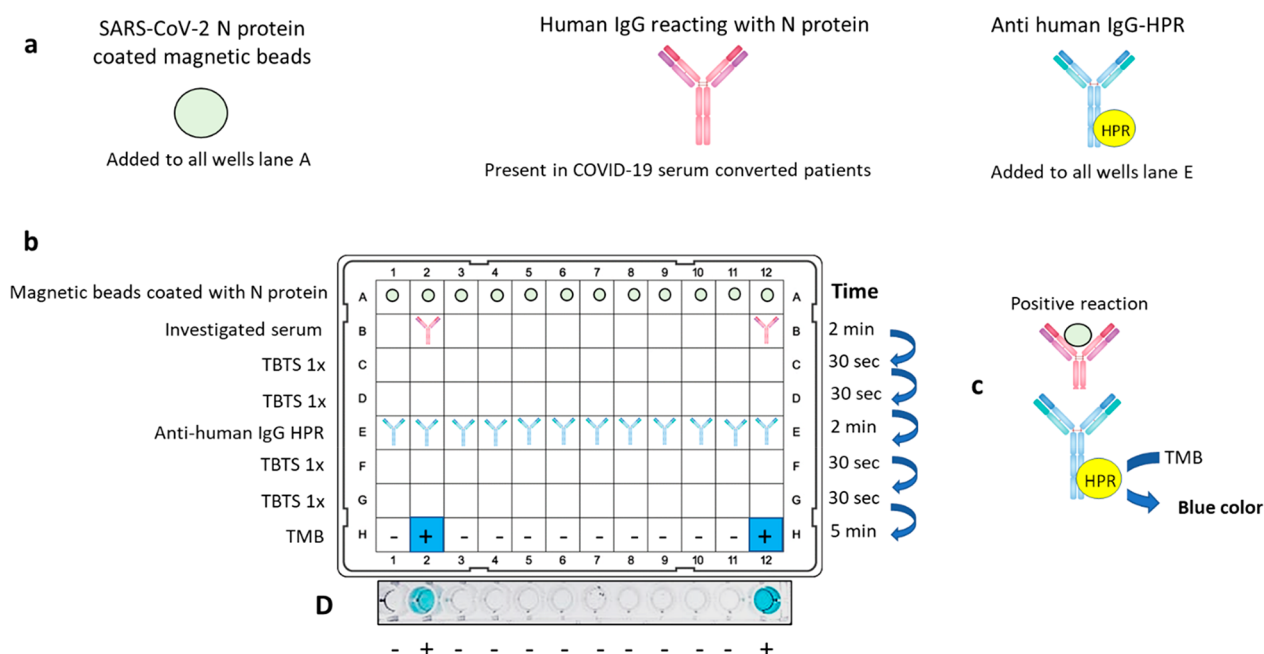 a
SARS-CoV-2 N protein
coated magnetic beads
Added to all wells lane A
Human IgG reacting with N protein
Present in COVID-19 serum converted patients
Anti human IgG-HPR
HPR
Added to all wells lane E
b
1 2 3 4 5 6 7 8 9 10 11 12
Time
Magnetic beads coated with N protein A A
Investigated serum B B 2 min
TBTS 1x C C 30 sec
TBTS 1x D D 30 sec
Anti-human IgG HPR E E 2 min
TBTS 1x F F 30 sec
TBTS 1x G G 30 sec
TMB H - + - - - - - - - - - + H 5 min
1 2 3 4 5 6 7 8 9 10 11 12
c
Positive reaction
HPR
TMB
Blue color
D
- + - - - - - - - - - +